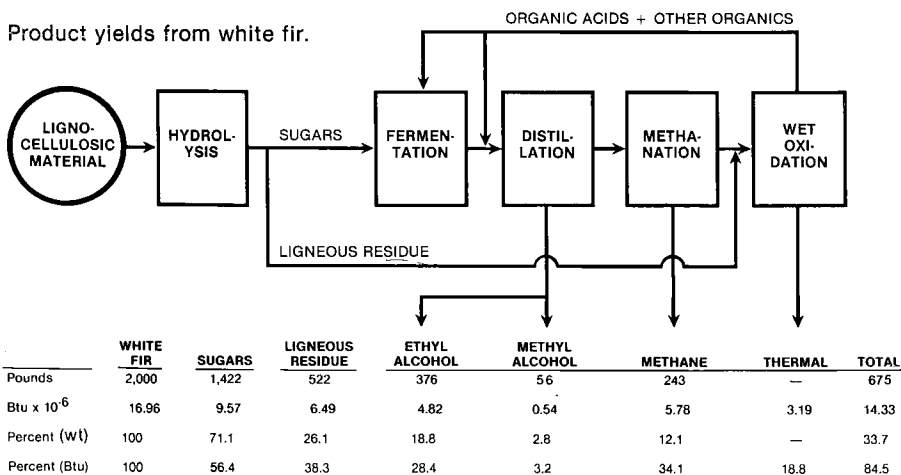 ORGANIC ACIDS + OTHER ORGANICS
Product yields from white fir.
LIGNO-
CELLULOSIC
MATERIAL
HYDROL-
YSIS
SUGARS
FERMEN-
TATION
DISTIL-
LATION
METHA-
NATION
WET
OXI-
DATION
LIGNEOUS RESIDUE
WHITE FIR SUGARS LIGNEOUS RESIDUE ETHYL ALCOHOL METHYL ALCOHOL METHANE THERMAL TOTAL
Pounds 2,000 1,422 522 376 56 243 — 675
Btu x 10-6 16.96 9.57 6.49 4.82 0.54 5.78 3.19 14.33
Percent (wt) 100 71.1 26.1 18.8 2.8 12.1 — 33.7
Percent (Btu) 100 56.4 38.3 28.4 3.2 34.1 18.8 84.5